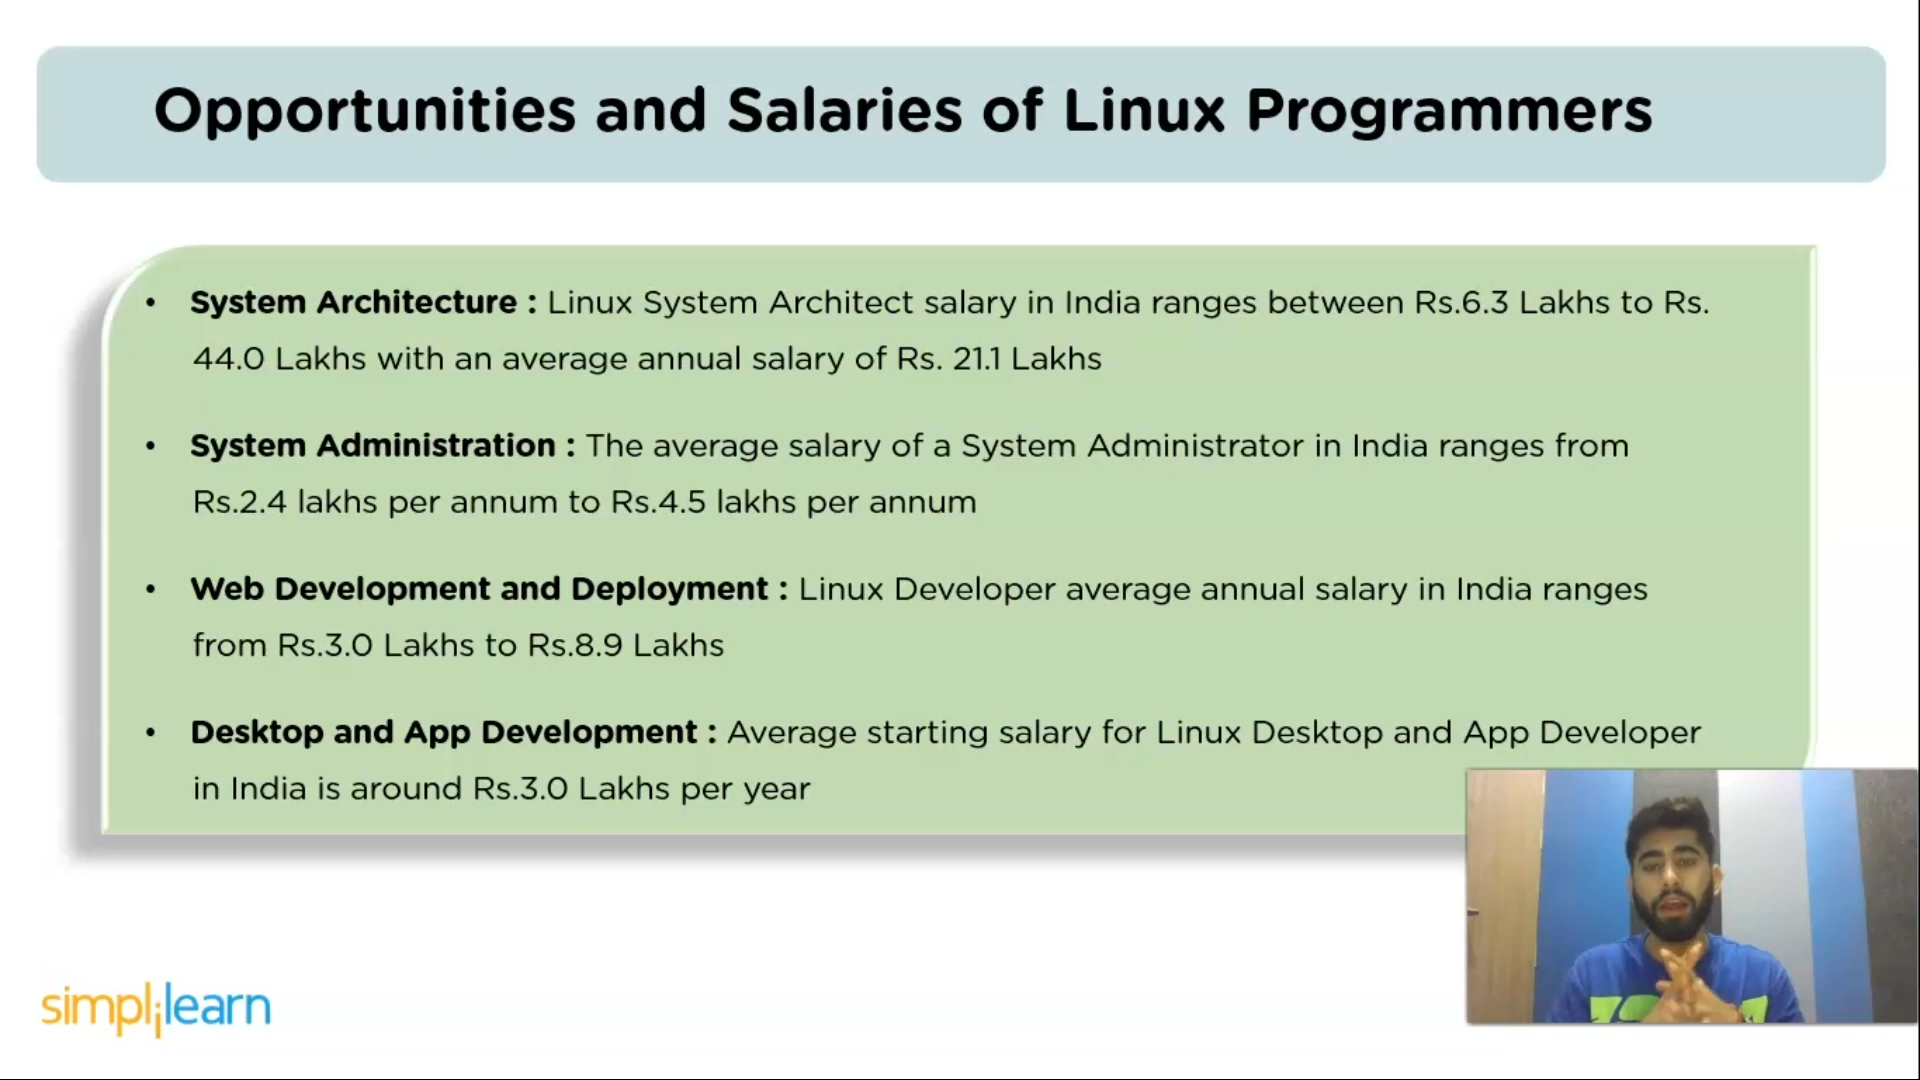 Opportunities and Salaries of Linux Programmers
• System Architecture : Linux System Architect salary in India ranges between Rs.6.3 Lakhs to Rs.
44.0 Lakhs with an average annual salary of Rs. 21.1 Lakhs
• System Administration : The average salary of a System Administrator in India ranges from
Rs.2.4 lakhs per annum to Rs.4.5 lakhs per annum
• Web Development and Deployment : Linux Developer average annual salary in India ranges
from Rs.3.0 Lakhs to Rs.8.9 Lakhs
• Desktop and App Development : Average starting salary for Linux Desktop and App Developer
in India is around Rs.3.0 Lakhs per year
simplilearn